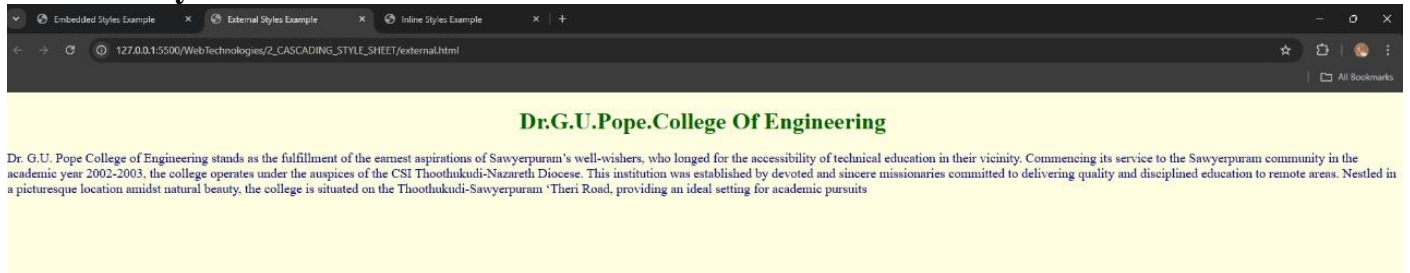 Embedded Styles Example
External Styles Example
Inline Styles Example
127.0.0.1:5500/WebTechnologies/2_CASCADING_STYLE_SHEET/external.html
All Bookmarks
Dr.G.U.Pope.College Of Engineering
Dr. G.U. Pope College of Engineering stands as the fulfillment of the earnest aspirations of Sawyerpuram’s well-wishers, who longed for the accessibility of technical education in their vicinity. Commencing its service to the Sawyerpuram community in the
academic year 2002-2003, the college operates under the auspices of the CSI Thoothukudi-Nazareth Diocese. This institution was established by devoted and sincere missionaries committed to delivering quality and disciplined education to remote areas. Nestled in
a picturesque location amidst natural beauty, the college is situated on the Thoothukudi-Sawyerpuram ‘Theri Road, providing an ideal setting for academic pursuits